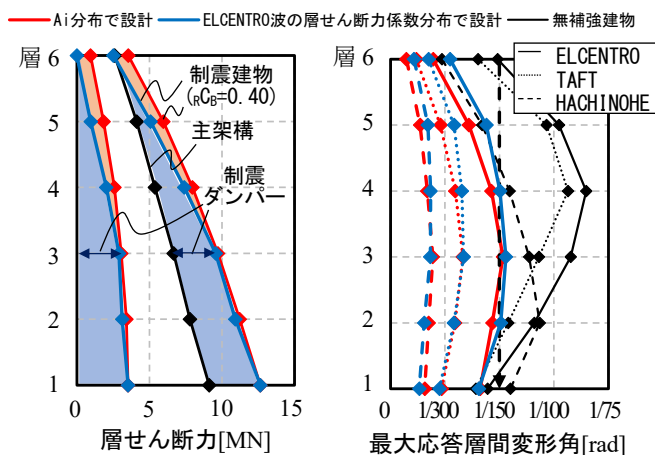 Ai分布で設計 ELCENTRO波の層せん断力係数分布で設計 無補強建物
層
6
5
4
3
2
1
制震建物
(RCB=0.40)
主架構
制震
ダンパー
0 5 10 15
層せん断力[MN]
層
6
5
4
3
2
1
ELCENTRO
TAFT
HACHINOHE
0 1/300 1/150 1/100 1/75
最大応答層間変形角[rad]